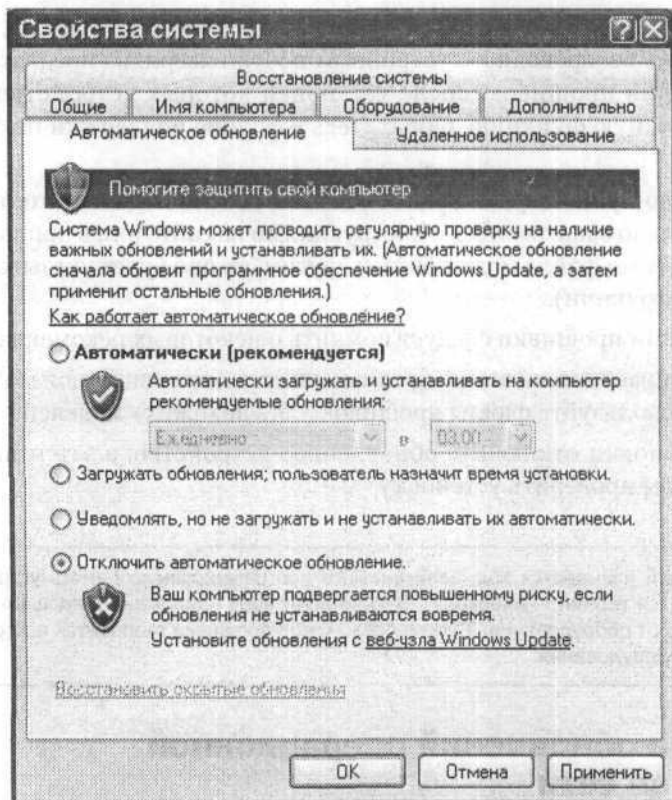 Свойства системы
Восстановление системы
Общие Имя компьютера Оборудование Дополнительно
Автоматическое обновление Удаленное использование
Помогите защитить свой компьютер
Система Windows может проводить регулярную проверку на наличие
важных обновлений и устанавливать их. (Автоматическое обновление
сначала обновит программное обеспечение Windows Update, а затем
применит остальные обновления.)
Как работает автоматическое обновление?
Автоматически (рекомендуется)
Автоматически загружать и устанавливать на компьютер
рекомендуемые обновления:
Ежедневно в 03:00
Загружать обновления; пользователь назначит время установки.
Уведомлять, но не загружать и не устанавливать их автоматически.
Отключить автоматическое обновление.
Ваш компьютер подвергается повышенному риску, если
обновления не устанавливаются вовремя.
Установите обновления с веб-узла Windows Update.
Восстановить скрытые обновления
OK Отмена Применить